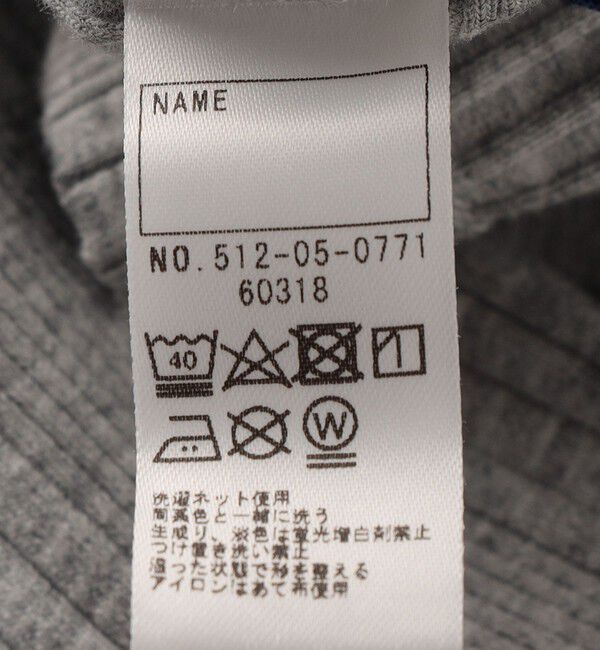 NAME
NO. 512-05-0771
60318
40
W
洗濯ネット使用
同系色と一緒に洗う
生成り、淡色は蛍光増白剤禁止
つけ置き洗い禁止
湿った状態で形を整える
アイロンはあて布使用